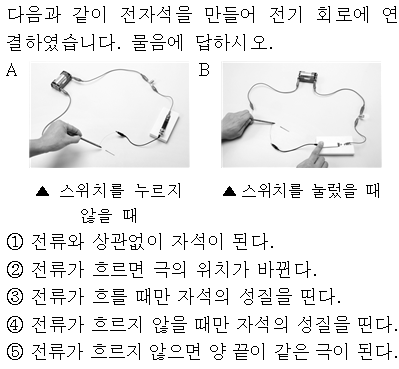 다음과 같이 전자석을 만들어 전기 회로에 연
결하였습니다. 물음에 답하시오.
A B
▲ 스위치를 누르지
않을 때
▲ 스위치를 눌렀을 때
① 전류와 상관없이 자석이 된다.
② 전류가 흐르면 극의 위치가 바뀐다.
③ 전류가 흐를 때만 자석의 성질을 띤다.
④ 전류가 흐르지 않을 때만 자석의 성질을 띤다.
⑤ 전류가 흐르지 않으면 양 끝이 같은 극이 된다.